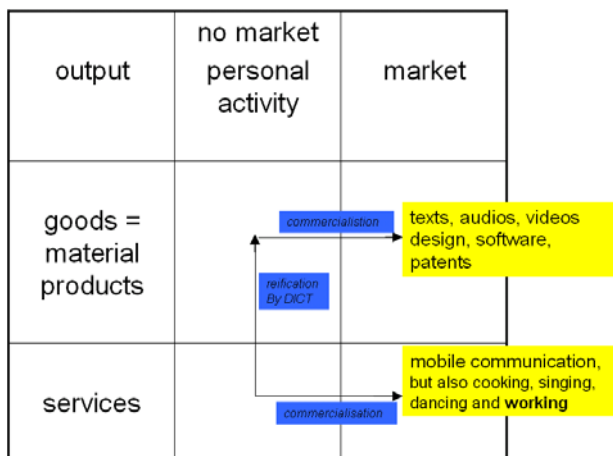 output
no market
personal
activity
market
goods =
material
products
commercialistion
texts, audios, videos
design, software,
patents
reification
By DICT
services
mobile communication,
but also cooking, singing,
dancing and working
commercialisation